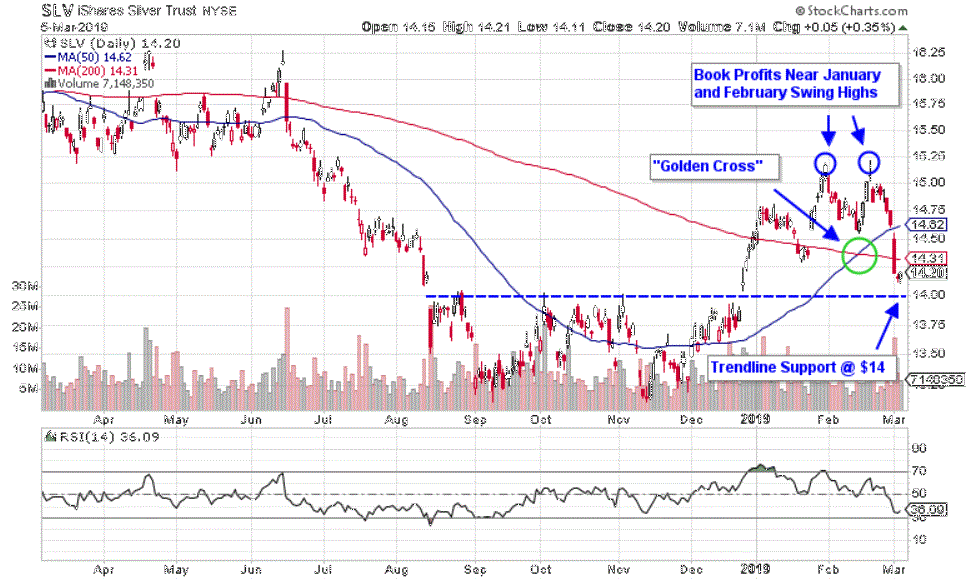 SLV iShares Silver Trust NYSE
© StockCharts.com
5-Mar-2019
Open 14.15 High 14.21 Low 14.11 Close 14.20 Volume 7.1M Chg +0.05 (+0.35%)
SLV (Daily) 14.20
MA(50) 14.62
MA(200) 14.31
Volume 7,148,350
Book Profits Near January
and February Swing Highs
"Golden Cross"
Trendline Support @ $14
16.25
16.00
15.75
15.50
15.25
15.00
14.75
14.62
14.50
14.31
14.20
14.00
13.75
13.50
7148350
30M
25M
20M
15M
10M
5M
Apr May Jun Jul Aug Sep Oct Nov Dec 2019 Feb Mar
RSI(14) 36.09
90
70
50
36.09
30
10
Apr May Jun Jul Aug Sep Oct Nov Dec 2019 Feb Mar